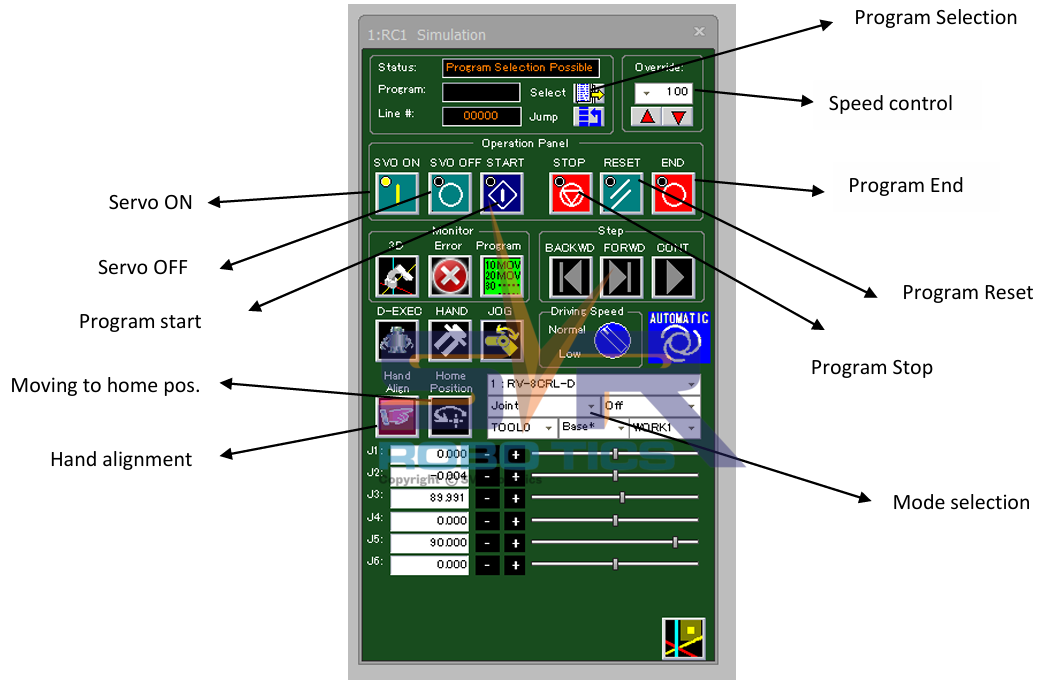 Program Selection
1:RC1 Simulation
Status: Program Selection Possible Override:
Program: Select 100
Line #: 00000 Jump
Speed control
Operation Panel
SVO ON SVO OFF START STOP RESET END
Program End
Servo ON
Monitor Step
3D Error Program BACKWD FORWD CONT
10 MOV
20 MOV
30 -----
Servo OFF
Program Reset
Program start
D-EXEC HAND JOG Driving Speed AUTOMATIC
Normal
Low
Program Stop
Hand Align Home Position 1 : RV-8CRL-D
Moving to home pos.
Joint Off
TOOL0 Base* WORK1
Hand alignment
J1: 0.000 - +
ROBOTICS
J2: -0.004 - +
Copyright ©
J3: 89.991 - +
Mode selection
J4: 0.000 - +
J5: 90.000 - +
J6: 0.000 - +